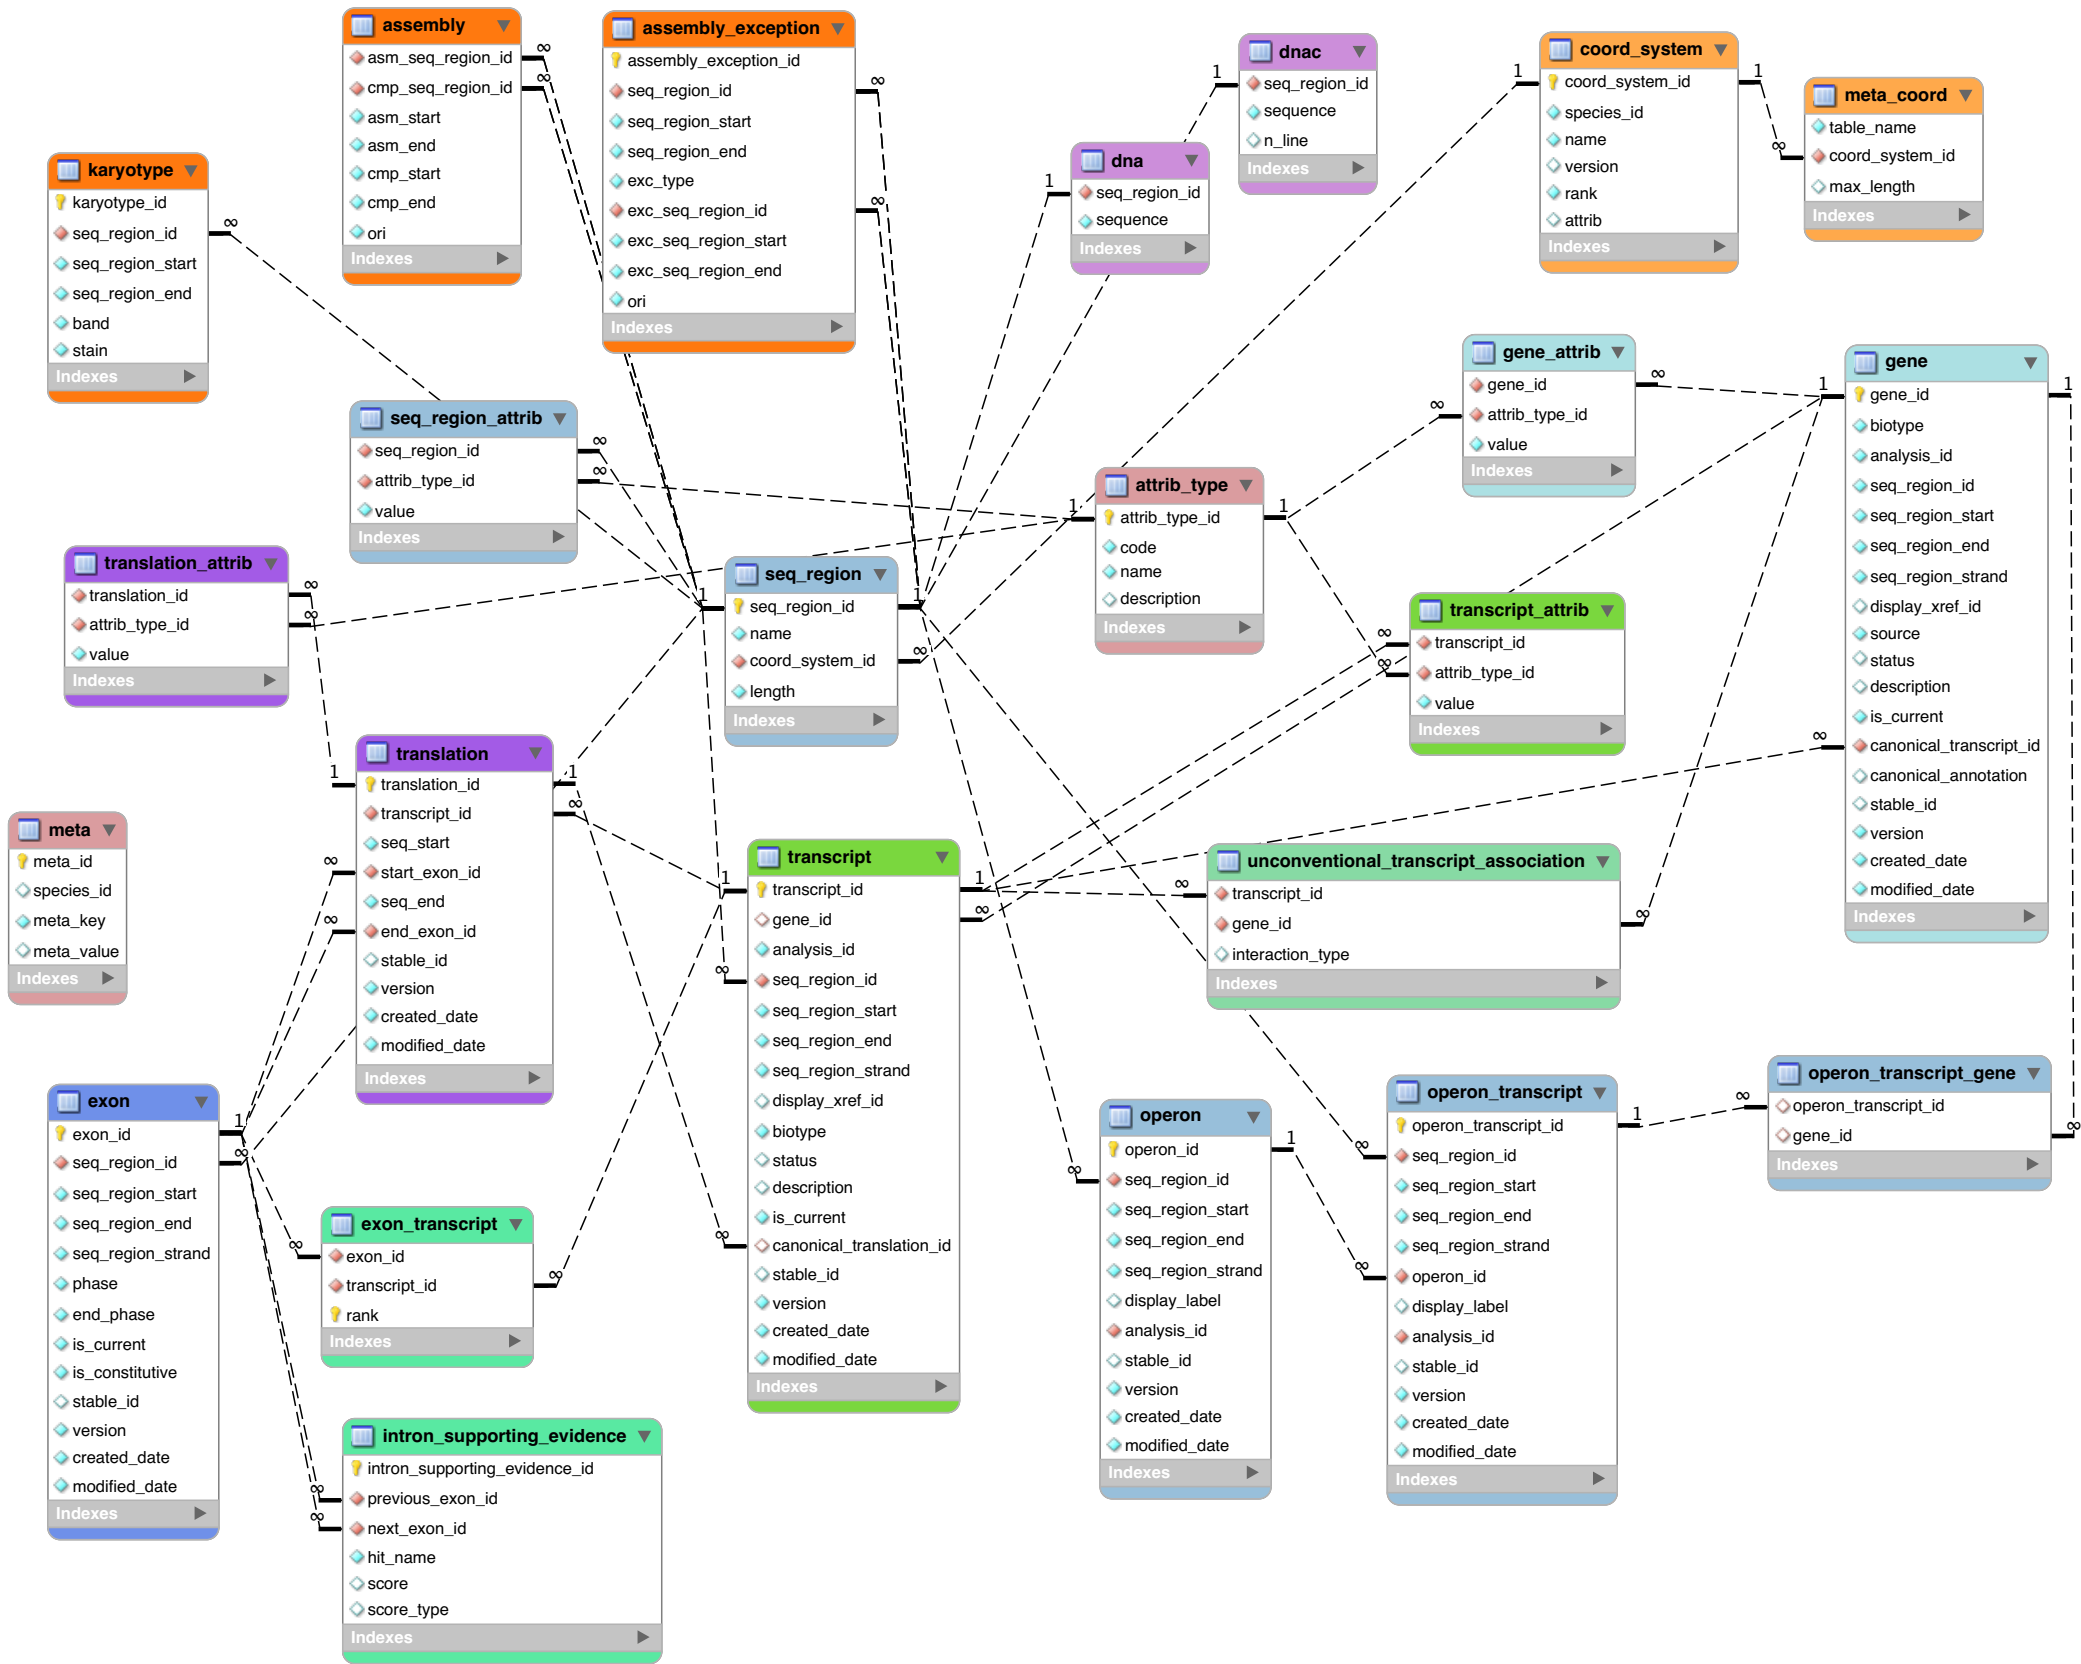 assembly
asm_seq_region_id
cmp_seq_region_id
asm_start
asm_end
cmp_start
cmp_end
ori
Indexes
assembly_exception
assembly_exception_id
seq_region_id
seq_region_start
seq_region_end
exc_type
exc_seq_region_id
exc_seq_region_start
exc_seq_region_end
ori
Indexes
dnac
seq_region_id
sequence
n_line
Indexes
coord_system
coord_system_id
species_id
name
version
rank
attrib
Indexes
meta_coord
table_name
coord_system_id
max_length
Indexes
karyotype
karyotype_id
seq_region_id
seq_region_start
seq_region_end
band
stain
Indexes
dna
seq_region_id
sequence
Indexes
seq_region_attrib
seq_region_id
attrib_type_id
value
Indexes
gene_attrib
gene_id
attrib_type_id
value
Indexes
gene
gene_id
biotype
analysis_id
seq_region_id
seq_region_start
seq_region_end
seq_region_strand
display_xref_id
source
status
description
is_current
canonical_transcript_id
canonical_annotation
stable_id
version
created_date
modified_date
Indexes
attrib_type
attrib_type_id
code
name
description
Indexes
translation_attrib
translation_id
attrib_type_id
value
Indexes
seq_region
seq_region_id
name
coord_system_id
length
Indexes
transcript_attrib
transcript_id
attrib_type_id
value
Indexes
translation
translation_id
transcript_id
seq_start
start_exon_id
seq_end
end_exon_id
stable_id
version
created_date
modified_date
Indexes
meta
meta_id
species_id
meta_key
meta_value
Indexes
transcript
transcript_id
gene_id
analysis_id
seq_region_id
seq_region_start
seq_region_end
seq_region_strand
display_xref_id
biotype
status
description
is_current
canonical_translation_id
stable_id
version
created_date
modified_date
Indexes
unconventional_transcript_association
transcript_id
gene_id
interaction_type
Indexes
exon
exon_id
seq_region_id
seq_region_start
seq_region_end
seq_region_strand
phase
end_phase
is_current
is_constitutive
stable_id
version
created_date
modified_date
Indexes
exon_transcript
exon_id
transcript_id
rank
Indexes
intron_supporting_evidence
intron_supporting_evidence_id
previous_exon_id
next_exon_id
hit_name
score
score_type
Indexes
operon
operon_id
seq_region_id
seq_region_start
seq_region_end
seq_region_strand
display_label
analysis_id
stable_id
version
created_date
modified_date
Indexes
operon_transcript
operon_transcript_id
seq_region_id
seq_region_start
seq_region_end
seq_region_strand
operon_id
display_label
analysis_id
stable_id
version
created_date
modified_date
Indexes
operon_transcript_gene
operon_transcript_id
gene_id
Indexes